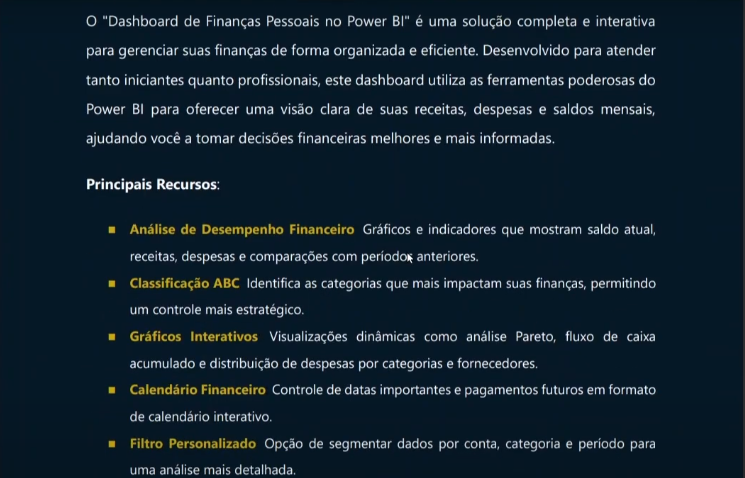 O "Dashboard de Finanças Pessoais no Power BI" é uma solução completa e interativa
para gerenciar suas finanças de forma organizada e eficiente. Desenvolvido para atender
tanto iniciantes quanto profissionais, este dashboard utiliza as ferramentas poderosas do
Power BI para oferecer uma visão clara de suas receitas, despesas e saldos mensais,
ajudando você a tomar decisões financeiras melhores e mais informadas.
Principais Recursos:
▪ Análise de Desempenho Financeiro Gráficos e indicadores que mostram saldo atual,
receitas, despesas e comparações com períodos anteriores.
▪ Classificação ABC Identifica as categorias que mais impactam suas finanças, permitindo
um controle mais estratégico.
▪ Gráficos Interativos Visualizações dinâmicas como análise Pareto, fluxo de caixa
acumulado e distribuição de despesas por categorias e fornecedores.
▪ Calendário Financeiro Controle de datas importantes e pagamentos futuros em formato
de calendário interativo.
▪ Filtro Personalizado Opção de segmentar dados por conta, categoria e período para
uma análise mais detalhada.